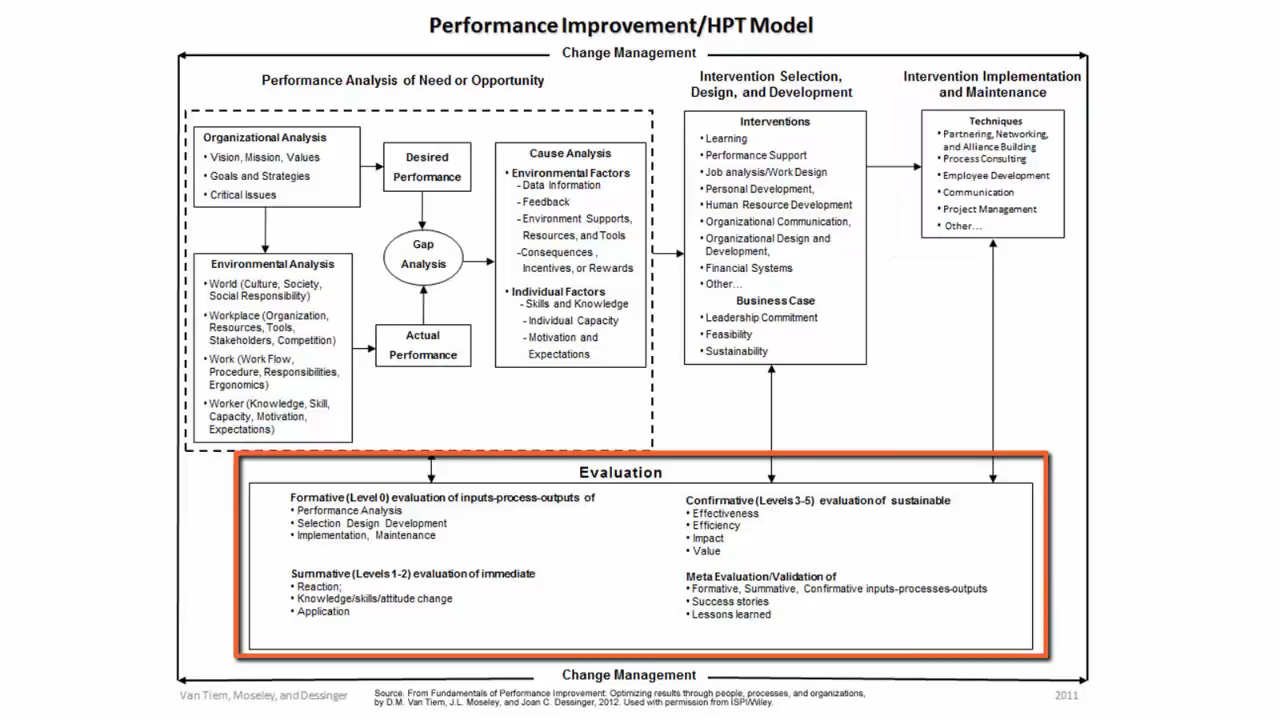 Performance Improvement/HPT Model
Change Management
Performance Analysis of Need or Opportunity
Organizational Analysis
• Vision, Mission, Values
• Goals and Strategies
• Critical Issues
Environmental Analysis
• World (Culture, Society,
Social Responsibility)
• Workplace (Organization,
Resources, Tools,
Stakeholders, Competition)
• Work (Work Flow,
Procedure, Responsibilities,
Ergonomics)
• Worker (Knowledge, Skill,
Capacity, Motivation,
Expectations)
Desired
Performance
Gap
Analysis
Actual
Performance
Cause Analysis
• Environmental Factors
- Data Information
- Feedback
- Environment Supports,
Resources, and Tools
-Consequences ,
Incentives, or Rewards
• Individual Factors
- Skills and Knowledge
- Individual Capacity
- Motivation and
Expectations
Intervention Selection,
Design, and Development
Interventions
• Learning
• Performance Support
• Job analysis/Work Design
• Personal Development,
• Human Resource Development
• Organizational Communication,
• Organizational Design and
Development,
• Financial Systems
• Other...
Business Case
• Leadership Commitment
• Feasibility
• Sustainability
Intervention Implementation
and Maintenance
Techniques
• Partnering, Networking,
and Alliance Building
• Process Consulting
• Employee Development
• Communication
• Project Management
• Other...
Evaluation
Formative (Level 0) evaluation of inputs-process-outputs of
• Performance Analysis
• Selection Design Development
• Implementation, Maintenance
Summative (Levels 1-2) evaluation of immediate
• Reaction;
• Knowledge/skills/attitude change
• Application
Confirmative (Levels 3-5) evaluation of sustainable
• Effectiveness
• Efficiency
• Impact
• Value
Meta Evaluation/Validation of
• Formative, Summative, Confirmative inputs-processes-outputs
• Success stories
• Lessons learned
Change Management
Van Tiem, Moseley, and Dessinger
Source. From Fundamentals of Performance Improvement: Optimizing results through people, processes, and organizations,
by D.M. Van Tiem, J.L. Moseley, and Joan C. Dessinger, 2012. Used with permission from ISPI/Wiley.
2011